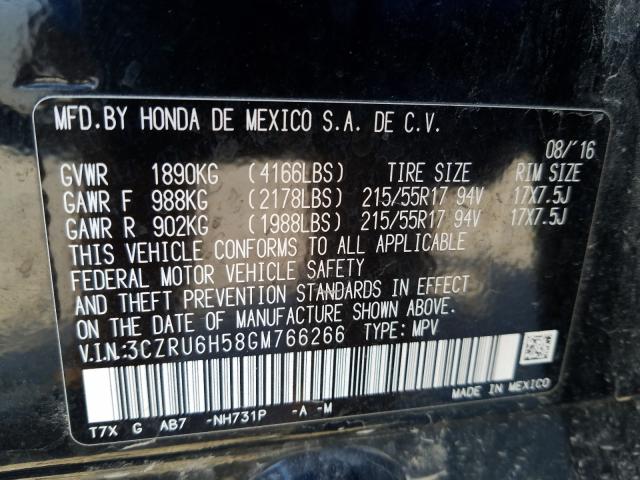 MFD. BY HONDA DE MEXICO S.A. DE C.V.
08/'16
GVWR 1890KG (4166LBS) TIRE SIZE RIM SIZE
GAWR F 988KG (2178LBS) 215/55R17 94V 17X7.5J
GAWR R 902KG (1988LBS) 215/55R17 94V 17X7.5J
THIS VEHICLE CONFORMS TO ALL APPLICABLE
FEDERAL MOTOR VEHICLE SAFETY
AND THEFT PREVENTION STANDARDS IN EFFECT
ON THE DATE OF MANUFACTURE SHOWN ABOVE.
V.I.N:3CZRU6H58GM766266 TYPE: MPV
MADE IN MEXICO
T7X G AB7 -NH731P -A -M